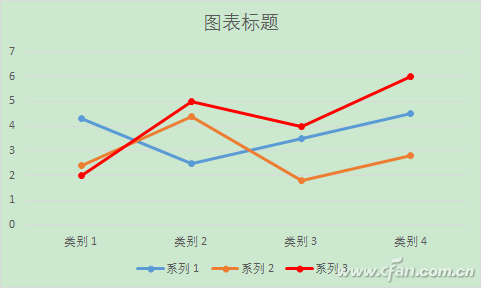 图表标题
7
6
5
4
3
2
1
0
类别 1 类别 2 类别 3 类别 4
系列 1 系列 2 系列 3
www.cfan.com.cn